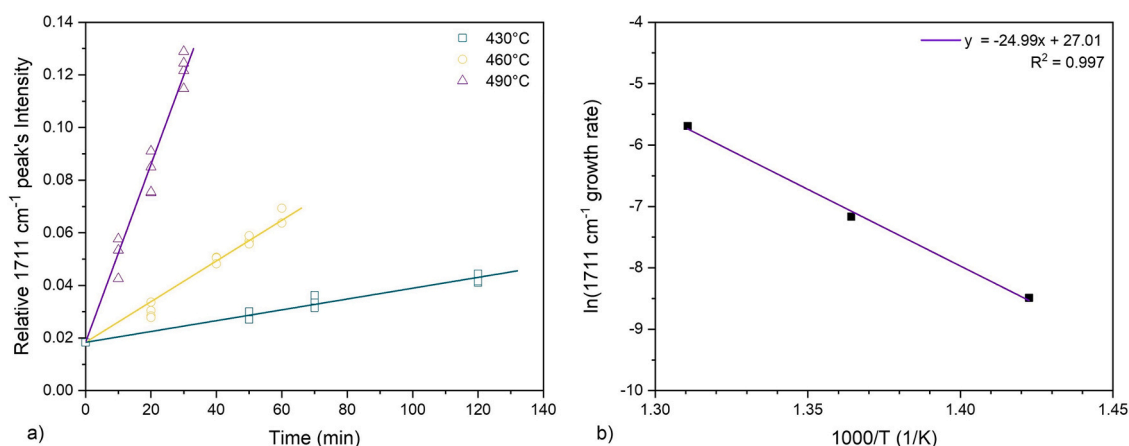 0.14
0.12
0.10
0.08
0.06
0.04
0.02
0.00
Relative 1711 cm⁻¹ peak's Intensity
430°C
460°C
490°C
0 20 40 60 80 100 120 140
a) Time (min)
-4
-5
-6
-7
-8
-9
-10
ln(1711 cm⁻¹ growth rate)
y = -24.99x + 27.01
R² = 0.997
1.30 1.35 1.40 1.45
b) 1000/T (1/K)